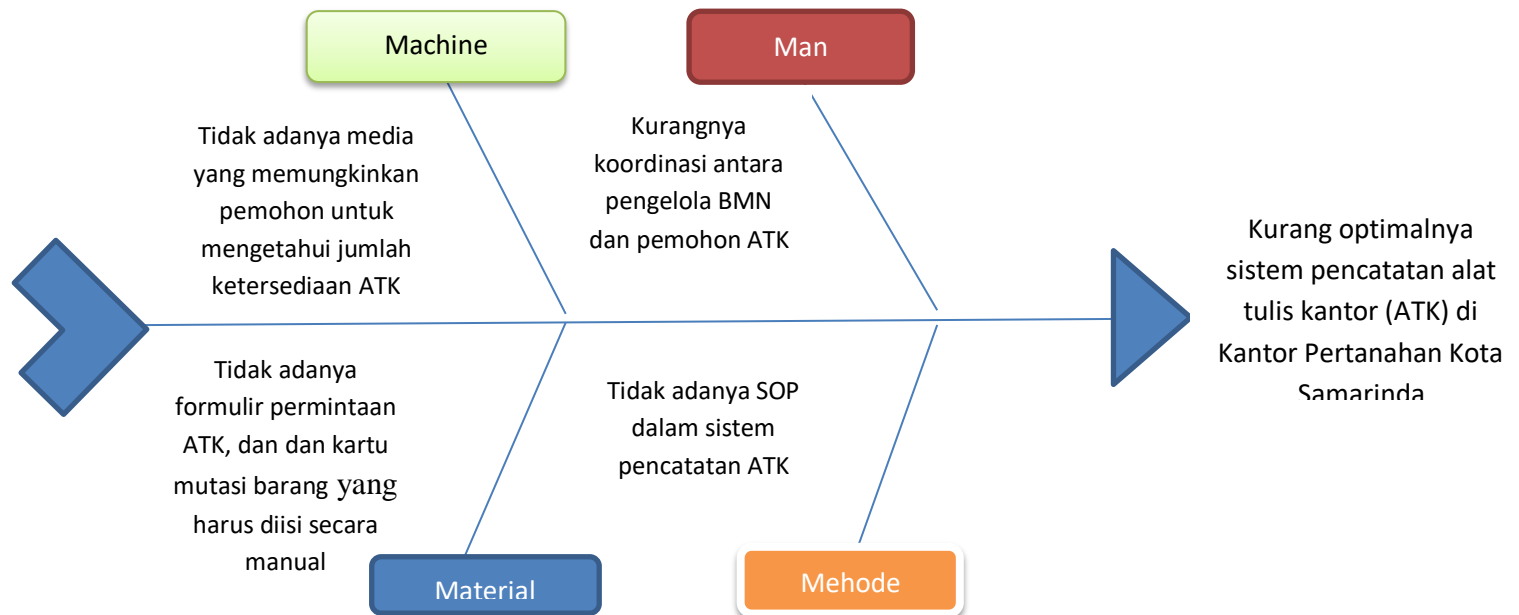 Machine
Man
Tidak adanya media
yang memungkinkan
pemohon untuk
mengetahui jumlah
ketersediaan ATK
Kurangnya
koordinasi antara
pengelola BMN
dan pemohon ATK
Kurang optimalnya
sistem pencatatan alat
tulis kantor (ATK) di
Kantor Pertanahan Kota
Samarinda
Tidak adanya
formulir permintaan
ATK, dan dan kartu
mutasi barang yang
harus diisi secara
manual
Tidak adanya SOP
dalam sistem
pencatatan ATK
Material
Mehode